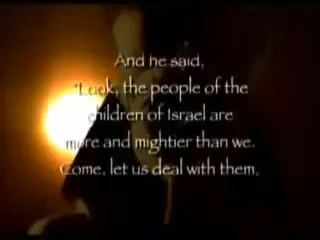 And he said,
"Look, the people of the
children of Israel are
more and mightier than we.
Come, let us deal with them,